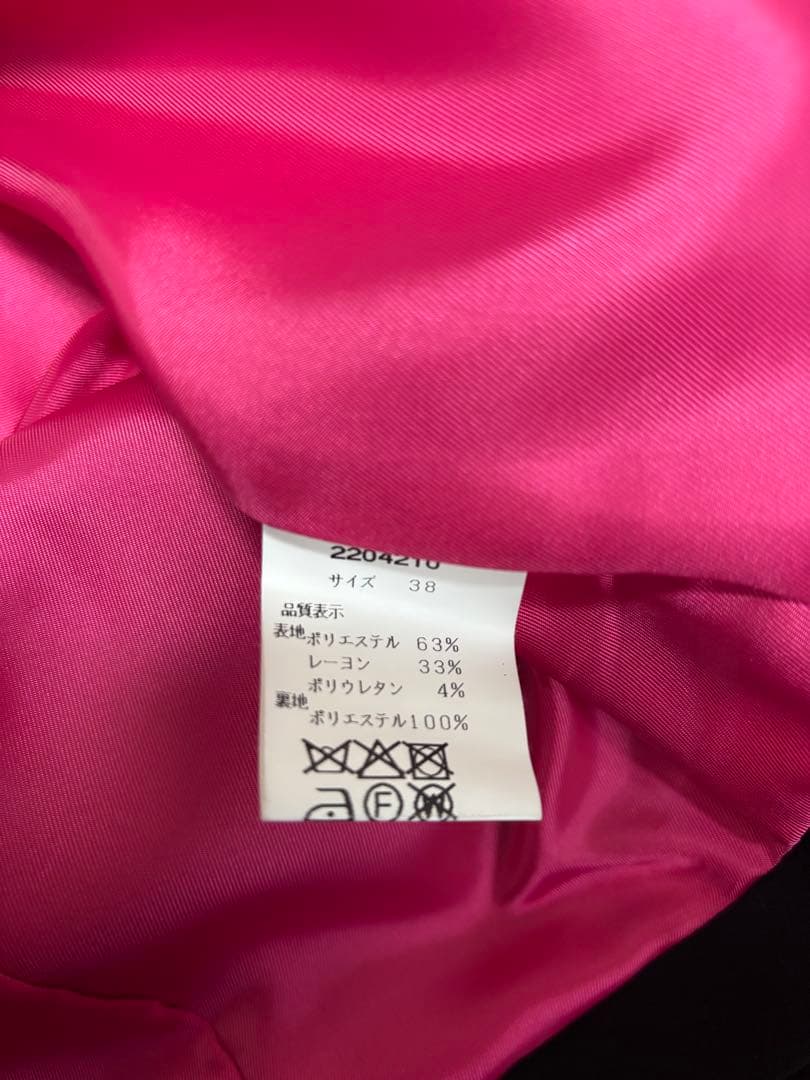 2204210
サイズ 38
品質表示
表地ポリエステル 63%
レーヨン 33%
ポリウレタン 4%
裏地
ポリエステル100%
F W